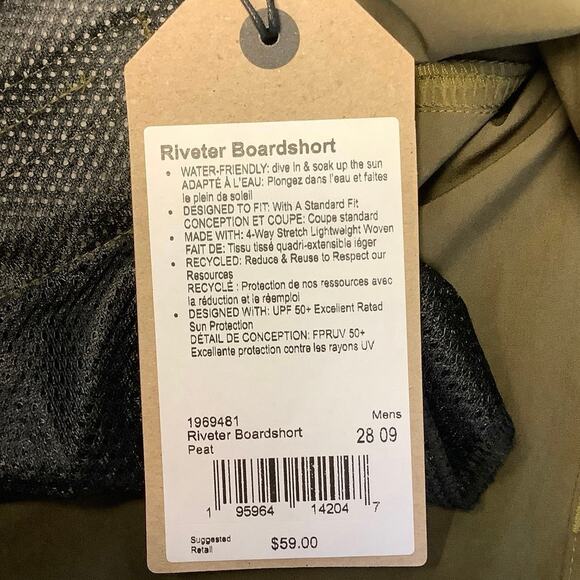 Riveter Boardshort
• WATER-FRIENDLY: dive in & soak up the sun
ADAPTÉ À L'EAU: Plongez dans l'eau et faites
le plein de soleil
• DESIGNED TO FIT: With A Standard Fit
CONCEPTION ET COUPE: Coupe standard
• MADE WITH: 4-Way Stretch Lightweight Woven
FAIT DE: Tissu tissé quadri-extensible léger
• RECYCLED: Reduce & Reuse to Respect our
Resources
RECYCLÉ : Protection de nos ressources avec
la réduction et le réemploi
• DESIGNED WITH: UPF 50+ Excellent Rated
Sun Protection
DÉTAIL DE CONCEPTION: FPRUV 50+
Excellente protection contre les rayons UV
1969481 Mens
Riveter Boardshort 28 09
Peat
1 95964 14204 7
Suggested
Retail $59.00